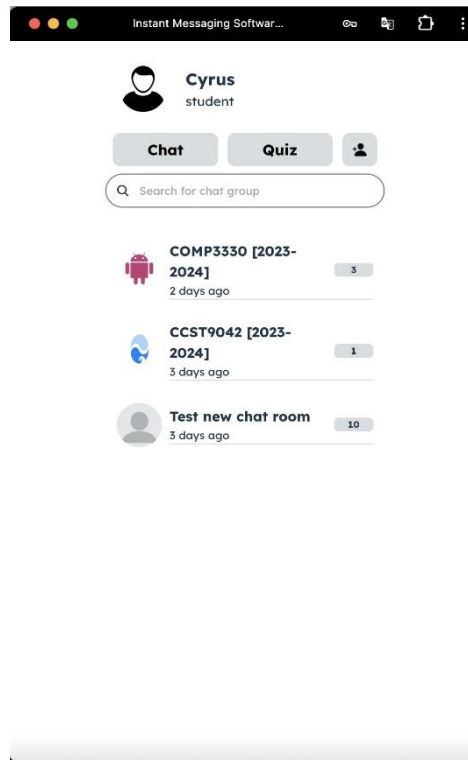 Instant Messaging Softwar...
Cyrus
student
Chat Quiz
Search for chat group
COMP3330 [2023-
2024]
3
2 days ago
CCST9042 [2023-
2024]
1
3 days ago
Test new chat room
10
3 days ago